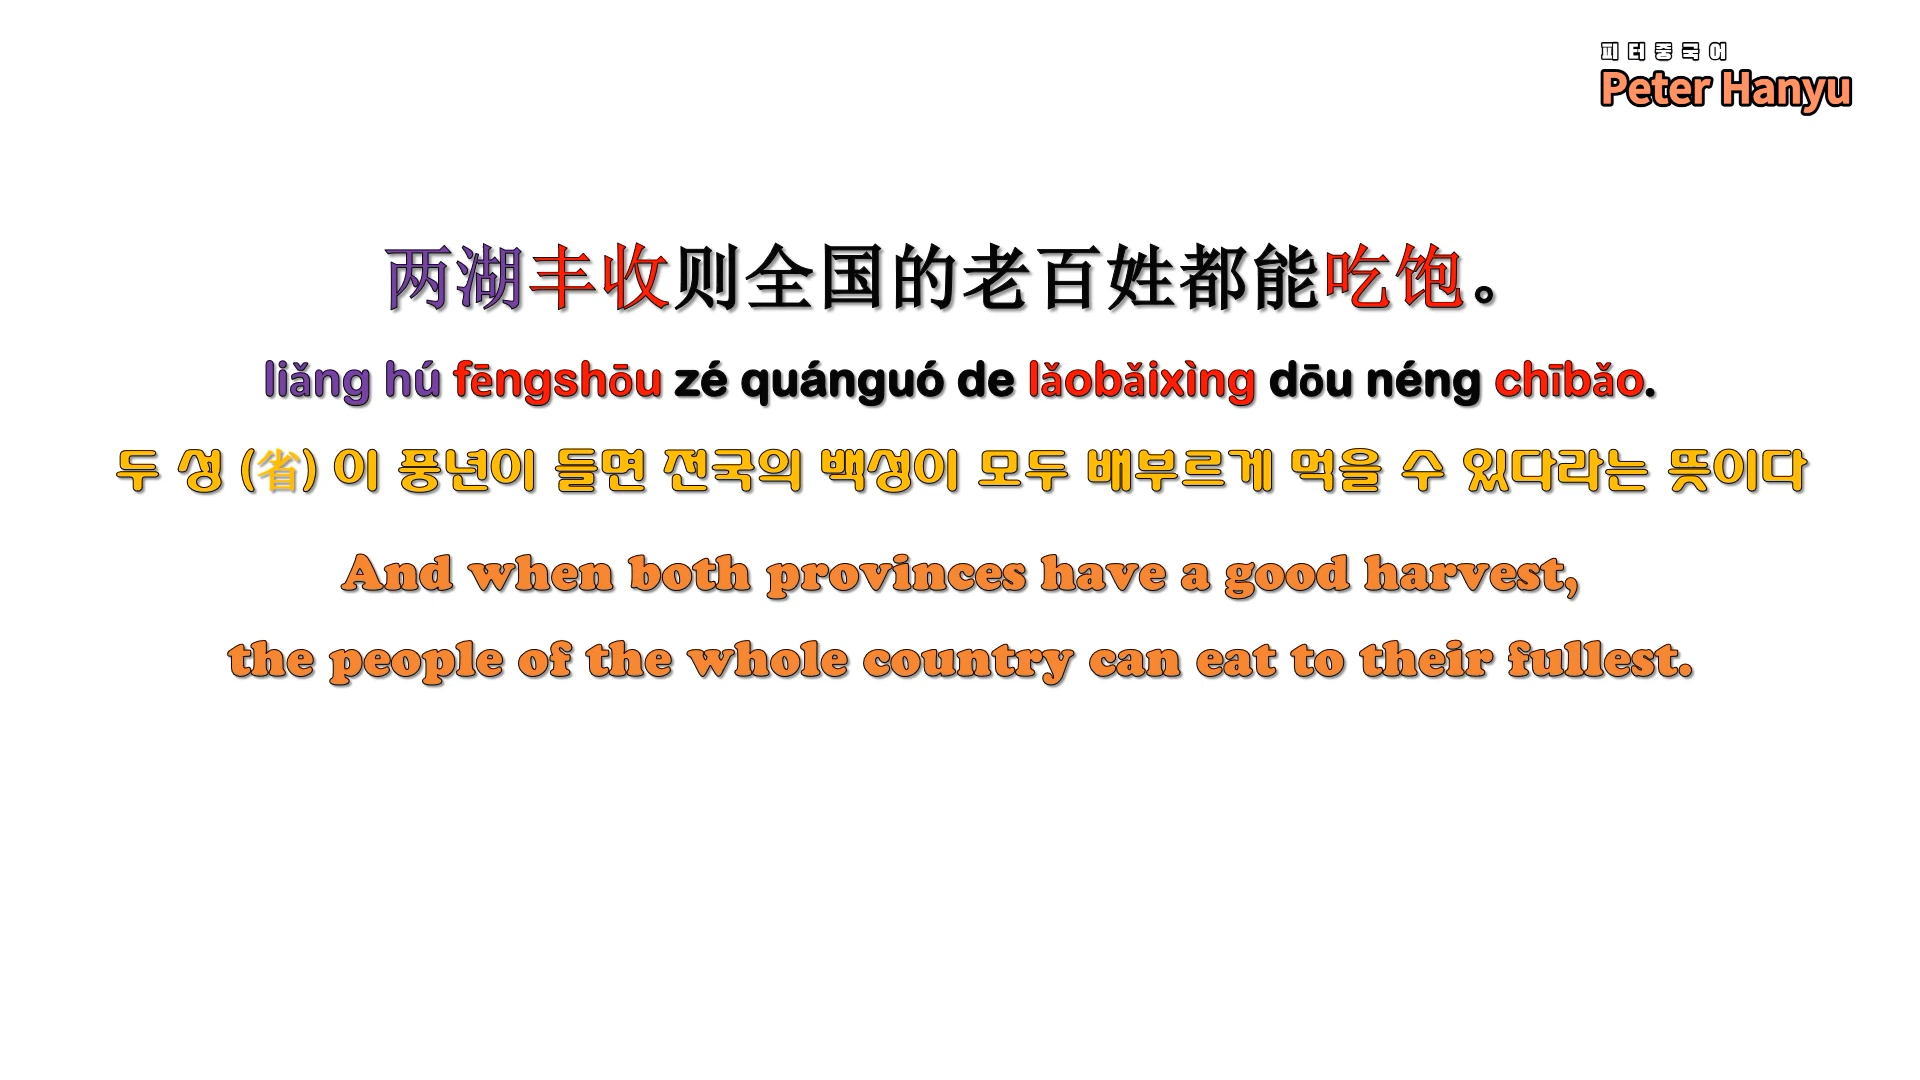 피터중국어
Peter Hanyu
两湖丰收则全国的老百姓都能吃饱。
liǎng hú fēngshōu zé quánguó de lǎobǎixìng dōu néng chībǎo.
두 성 (省) 이 풍년이 들면 전국의 백성이 모두 배부르게 먹을 수 있다라는 뜻이다
And when both provinces have a good harvest,
the people of the whole country can eat to their fullest.